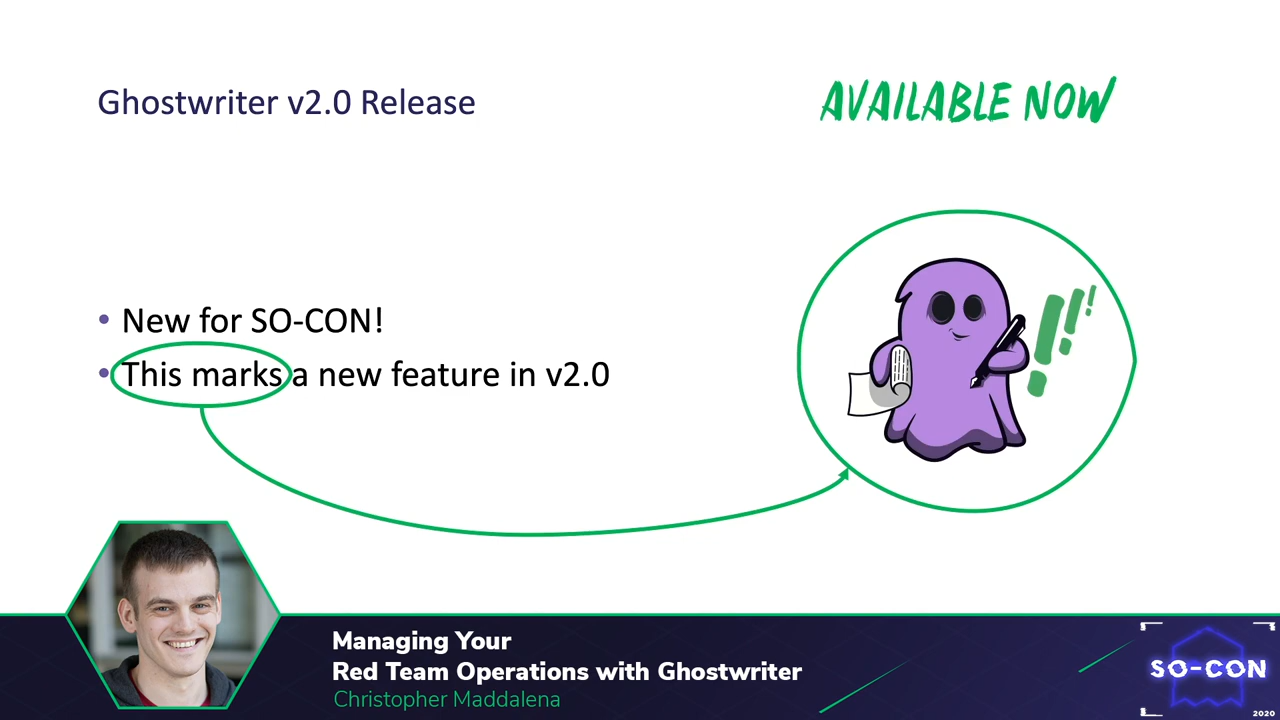 Ghostwriter v2.0 Release
AVAILABLE NOW
• New for SO-CON!
• This marks a new feature in v2.0
Managing Your
Red Team Operations with Ghostwriter
Christopher Maddalena
SO-CON
2020